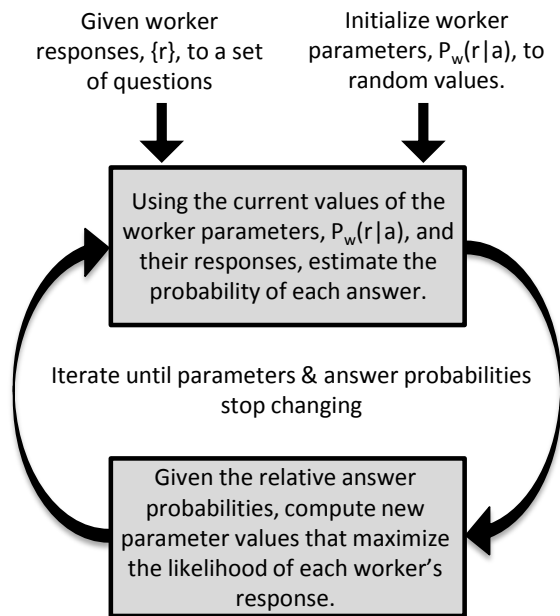 Given worker
responses, {r}, to a set
of questions
Initialize worker
parameters, P_w(r|a), to
random values.
Using the current values of the
worker parameters, P_w(r|a), and
their responses, estimate the
probability of each answer.
Iterate until parameters & answer probabilities
stop changing
Given the relative answer
probabilities, compute new
parameter values that maximize
the likelihood of each worker’s
response.